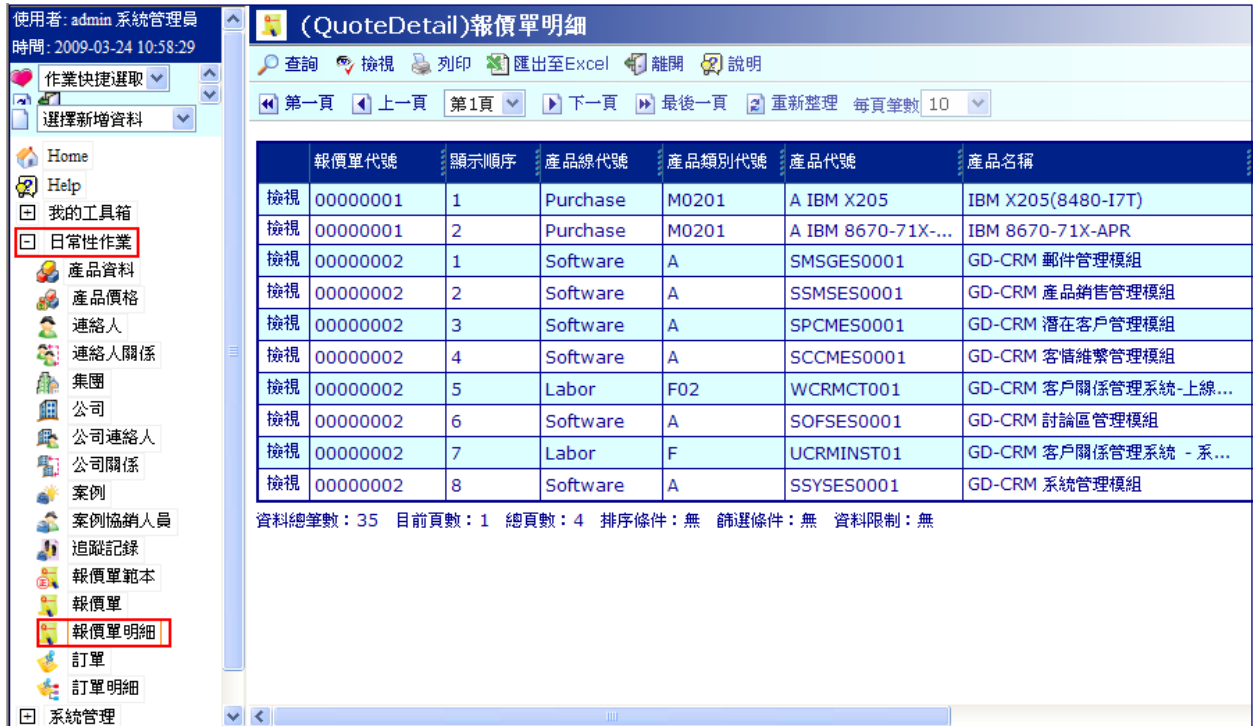 使用者: admin 系統管理員
時間: 2009-03-24 10:58:29
作業快捷選取
選擇新增資料
Home
Help
我的工具箱
日常性作業
產品資料
產品價格
連絡人
連絡人關係
集團
公司
公司連絡人
公司關係
案例
案例協銷人員
追蹤記錄
報價單範本
報價單
報價單明細
訂單
訂單明細
系統管理
(QuoteDetail)報價單明細
查詢 檢視 列印 匯出至Excel 離開 說明
第一頁 上一頁 第1頁 下一頁 最後一頁 重新整理 每頁筆數 10
報價單代號 顯示順序 產品線代號 產品類別代號 產品代號 產品名稱
檢視 00000001 1 Purchase M0201 A IBM X205 IBM X205(8480-I7T)
檢視 00000001 2 Purchase M0201 A IBM 8670-71X-... IBM 8670-71X-APR
檢視 00000002 1 Software A SMSGES0001 GD-CRM 郵件管理模組
檢視 00000002 2 Software A SSMSES0001 GD-CRM 產品銷售管理模組
檢視 00000002 3 Software A SPCMES0001 GD-CRM 潛在客戶管理模組
檢視 00000002 4 Software A SCCMES0001 GD-CRM 客情維繫管理模組
檢視 00000002 5 Labor F02 WCRMCT001 GD-CRM 客戶關係管理系統-上線...
檢視 00000002 6 Software A SOFSES0001 GD-CRM 討論區管理模組
檢視 00000002 7 Labor F UCRMINST01 GD-CRM 客戶關係管理系統 - 系...
檢視 00000002 8 Software A SSYSES0001 GD-CRM 系統管理模組
資料總筆數：35 目前頁數：1 總頁數：4 排序條件：無 篩選條件：無 資料限制：無